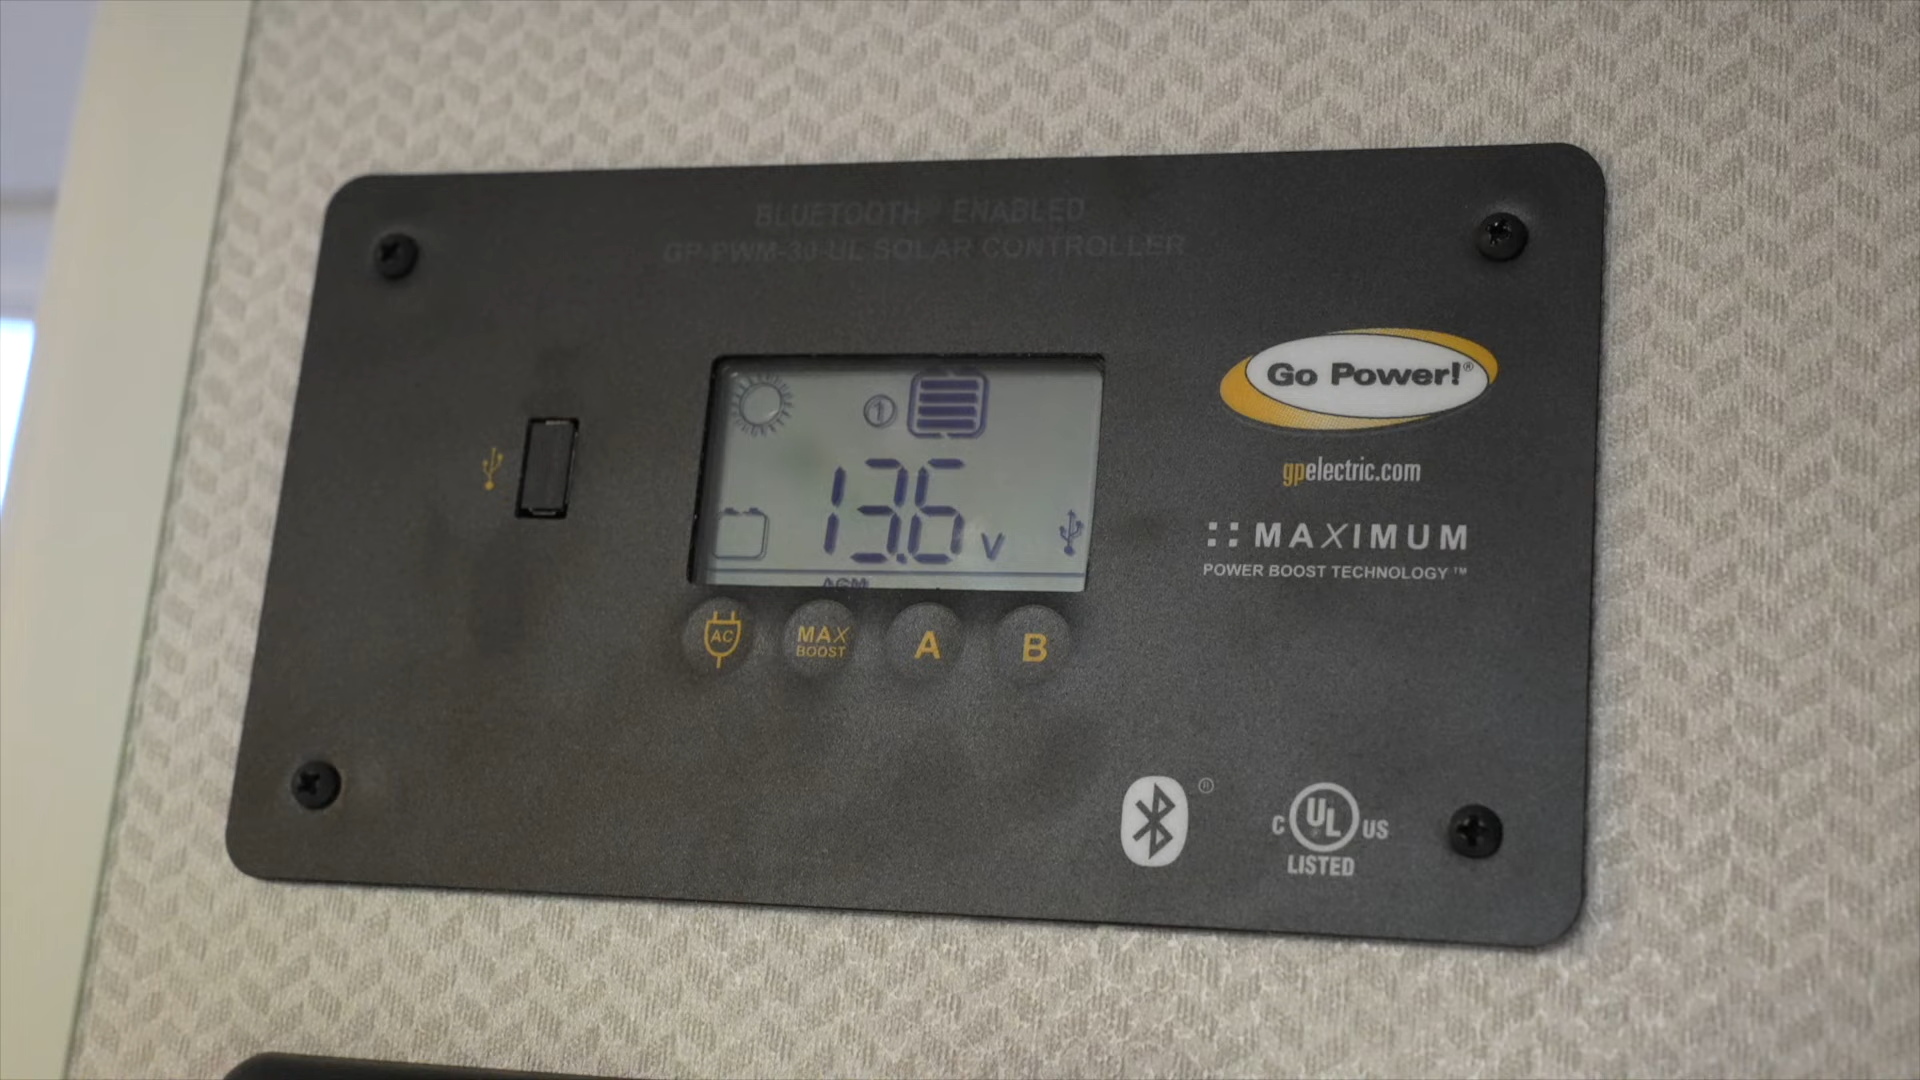 BLUETOOTH ENABLED
GP-PWM-30-UL SOLAR CONTROLLER
Go Power!®
gpelectric.com
MAXIMUM
POWER BOOST TECHNOLOGY™
1
13.6 V
AGM
AC
MAX
BOOST
A
B
®
C UL US
LISTED